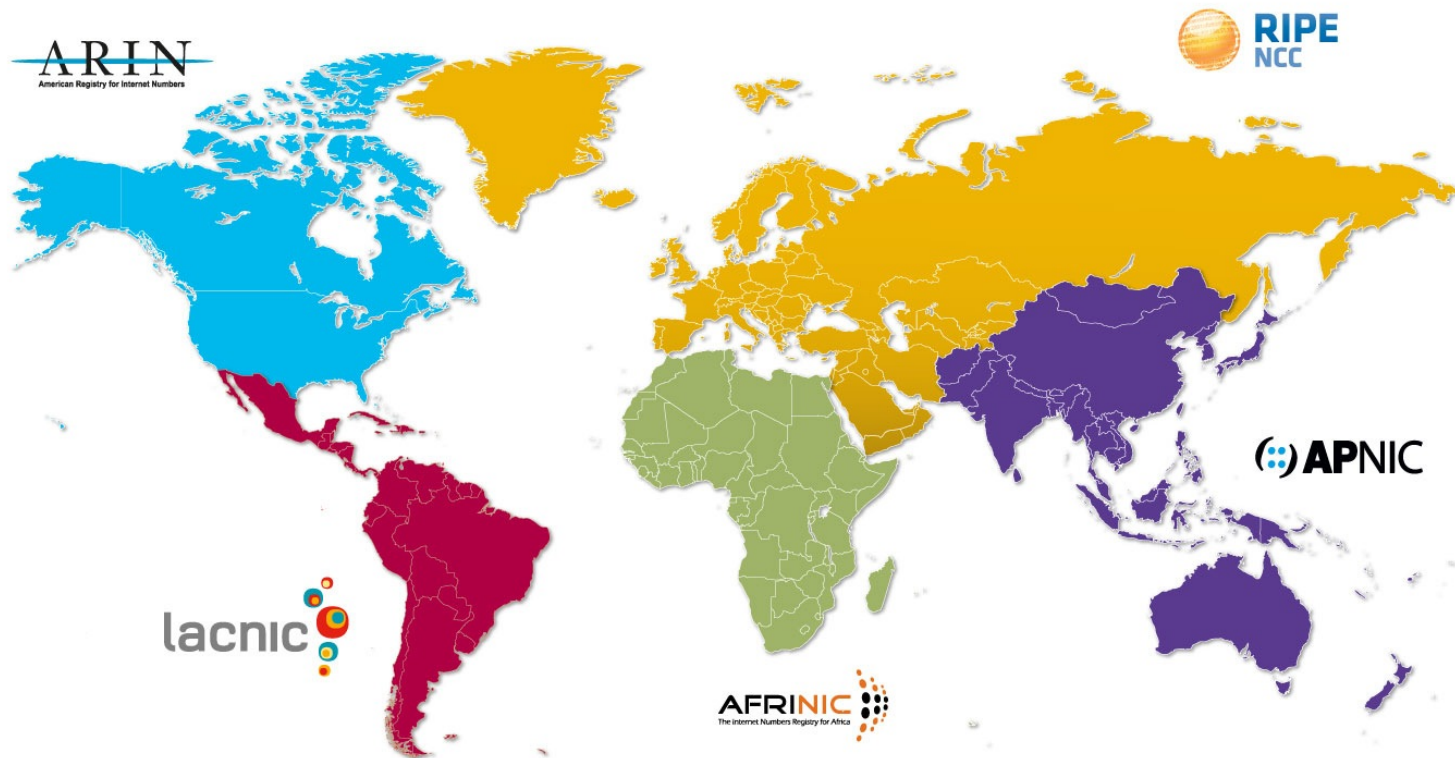 ARIN
American Registry for Internet Numbers
RIPE
NCC
APNIC
lacnic
AFRINIC
The Internet Numbers Registry for Africa